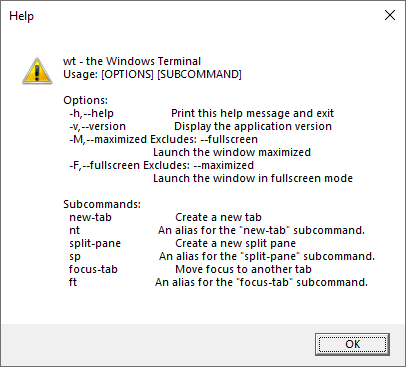 Help
wt - the Windows Terminal
Usage: [OPTIONS] [SUBCOMMAND]
Options:
-h,--help Print this help message and exit
-v,--version Display the application version
-M,--maximized Excludes: --fullscreen
Launch the window maximized
-F,--fullscreen Excludes: --maximized
Launch the window in fullscreen mode
Subcommands:
new-tab Create a new tab
nt An alias for the "new-tab" subcommand.
split-pane Create a new split pane
sp An alias for the "split-pane" subcommand.
focus-tab Move focus to another tab
ft An alias for the "focus-tab" subcommand.
OK